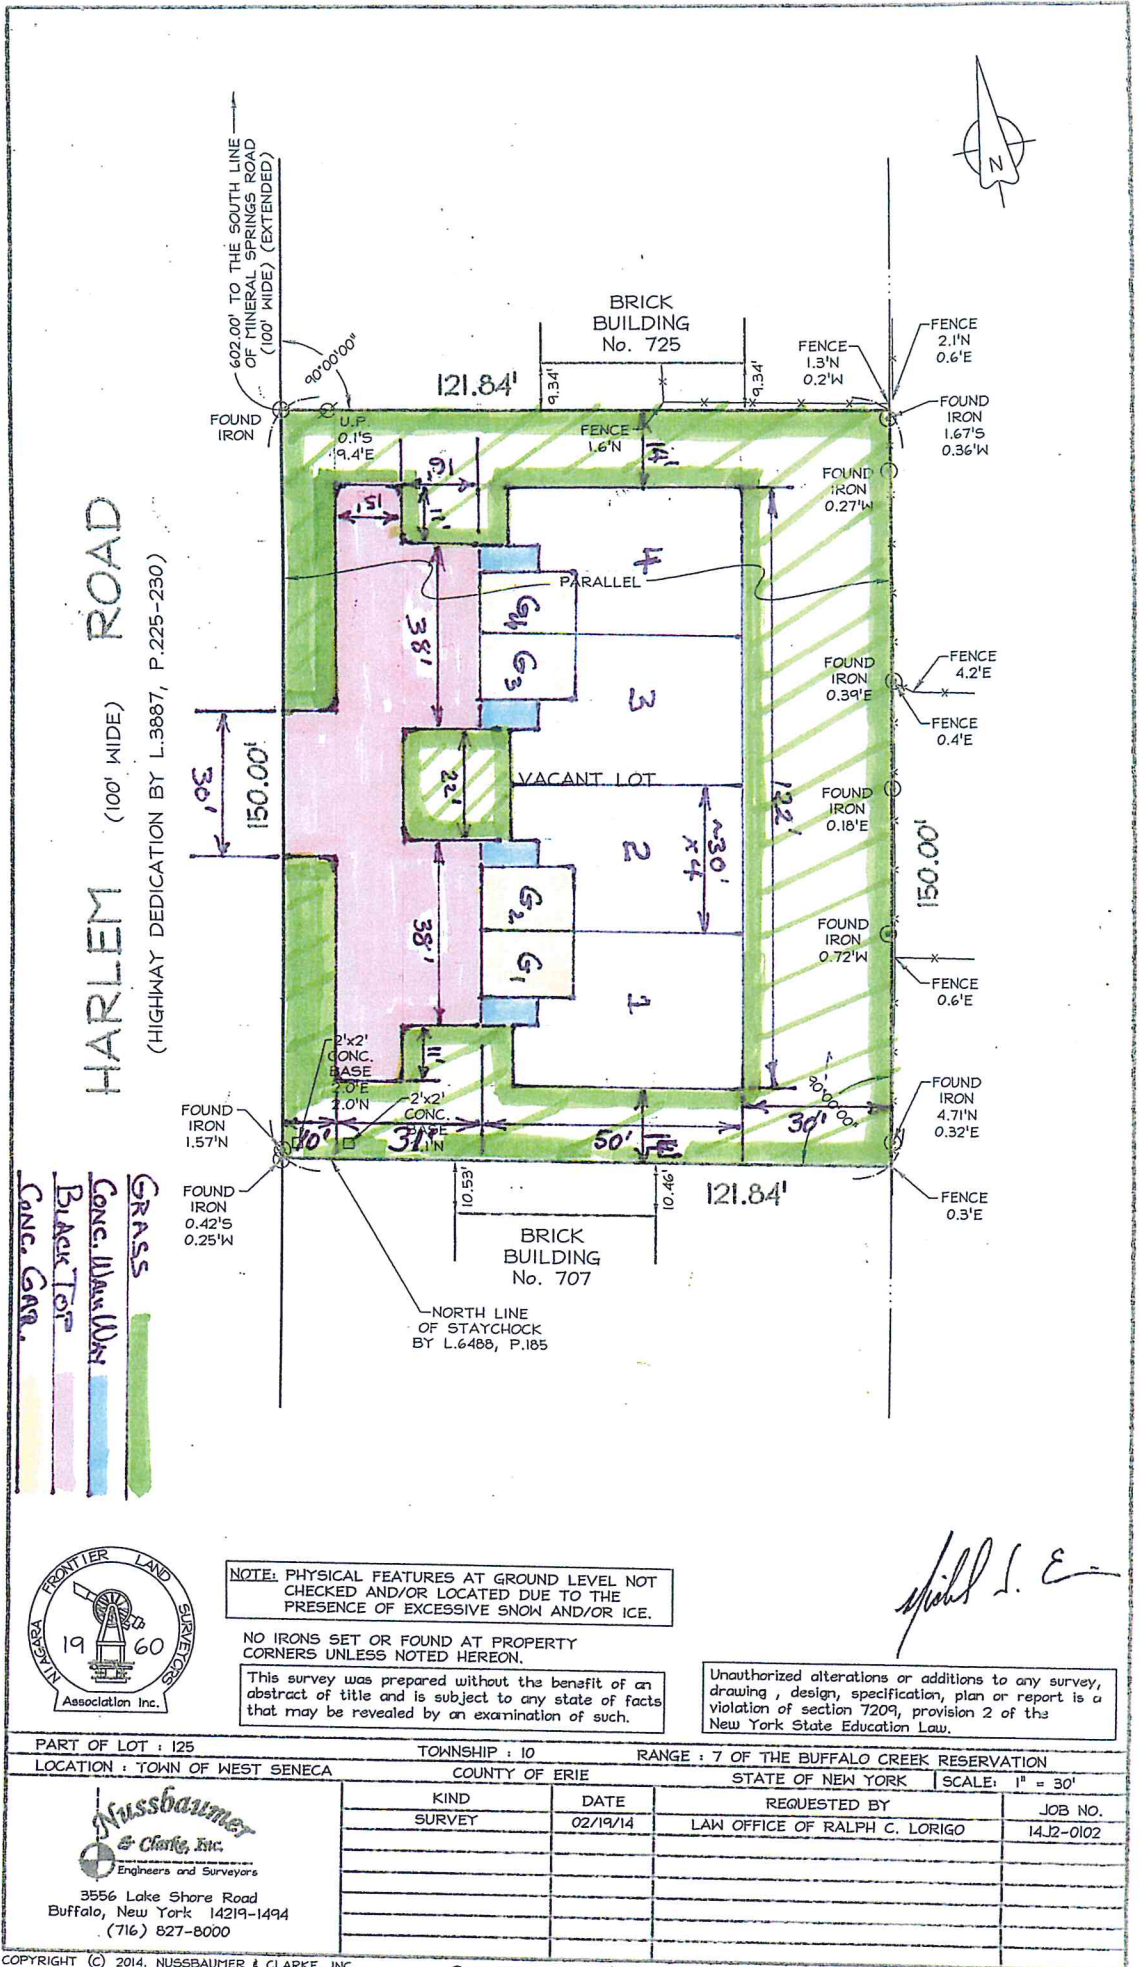 602.00' TO THE SOUTH LINE
OF MINERAL SPRINGS ROAD
(100' WIDE) (EXTENDED)
90°00'00"
N
BRICK
BUILDING
No. 725
9.34'
9.34'
FENCE
1.3'N
0.2'W
FENCE
2.1'N
0.6'E
121.84'
FOUND
IRON
U.P.
0.1'S
9.4'E
FENCE
1.6'N
14'
FOUND
IRON
1.67'S
0.36'W
FOUND
IRON
0.27'W
16'
15'
11'
4
PARALLEL
G4
G3
38'
3
FOUND
IRON
0.39'E
FENCE
4.2'E
FENCE
0.4'E
HARLEM ROAD
(100' WIDE)
(HIGHWAY DEDICATION BY L.3887, P.225-230)
30'
150.00'
22'
VACANT LOT
122'
FOUND
IRON
0.18'E
~30'
x4
2
150.00'
G2
G1
38'
1
FOUND
IRON
0.72'W
FENCE
0.6'E
2'x2'
CONC.
BASE
2.0'E
2.0'N
11'
2'x2'
CONC.
BASE
90°00'00"
FOUND
IRON
4.71'N
0.32'E
FOUND
IRON
1.57'N
10'
31'
50'
30'
FOUND
IRON
0.42'S
0.25'W
10.53'
10.46'
121.84'
FENCE
0.3'E
BRICK
BUILDING
No. 707
NORTH LINE
OF STAYCHOCK
BY L.6488, P.185
GRASS
CONC. WALKWAY
BLACKTOP
CONC. GAR.
NIAGARA FRONTIER LAND SURVEYORS
19 60
Association Inc.
NOTE: PHYSICAL FEATURES AT GROUND LEVEL NOT
CHECKED AND/OR LOCATED DUE TO THE
PRESENCE OF EXCESSIVE SNOW AND/OR ICE.
NO IRONS SET OR FOUND AT PROPERTY
CORNERS UNLESS NOTED HEREON.
This survey was prepared without the benefit of an
abstract of title and is subject to any state of facts
that may be revealed by an examination of such.
Unauthorized alterations or additions to any survey,
drawing , design, specification, plan or report is a
violation of section 7209, provision 2 of the
New York State Education Law.
PART OF LOT : 125
TOWNSHIP : 10
RANGE : 7 OF THE BUFFALO CREEK RESERVATION
LOCATION : TOWN OF WEST SENECA
COUNTY OF ERIE
STATE OF NEW YORK
SCALE: 1" = 30'
Nussbaumer
& Clarke, Inc.
Engineers and Surveyors
3556 Lake Shore Road
Buffalo, New York 14219-1494
(716) 827-8000
KIND DATE REQUESTED BY JOB NO.
SURVEY 02/19/14 LAW OFFICE OF RALPH C. LORIGO 14J2-0102
COPYRIGHT (C) 2014, NUSSBAUMER & CLARKE, INC